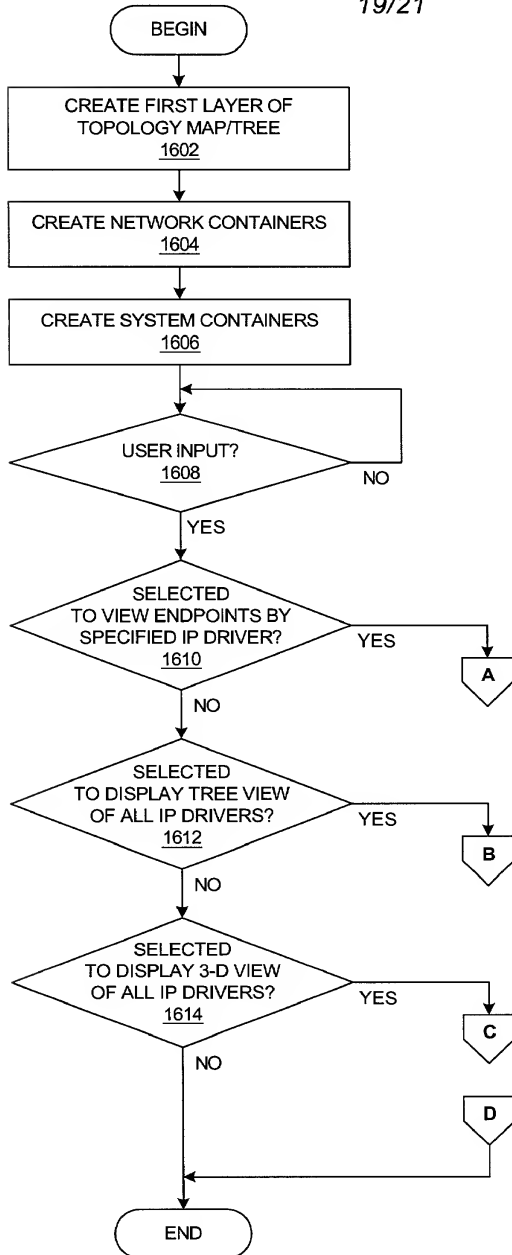 19/21
BEGIN
CREATE FIRST LAYER OF
TOPOLOGY MAP/TREE
1602
CREATE NETWORK CONTAINERS
1604
CREATE SYSTEM CONTAINERS
1606
USER INPUT?
1608
NO
YES
SELECTED
TO VIEW ENDPOINTS BY
SPECIFIED IP DRIVER?
1610
YES
A
NO
SELECTED
TO DISPLAY TREE VIEW
OF ALL IP DRIVERS?
1612
YES
B
NO
SELECTED
TO DISPLAY 3-D VIEW
OF ALL IP DRIVERS?
1614
YES
C
NO
D
END